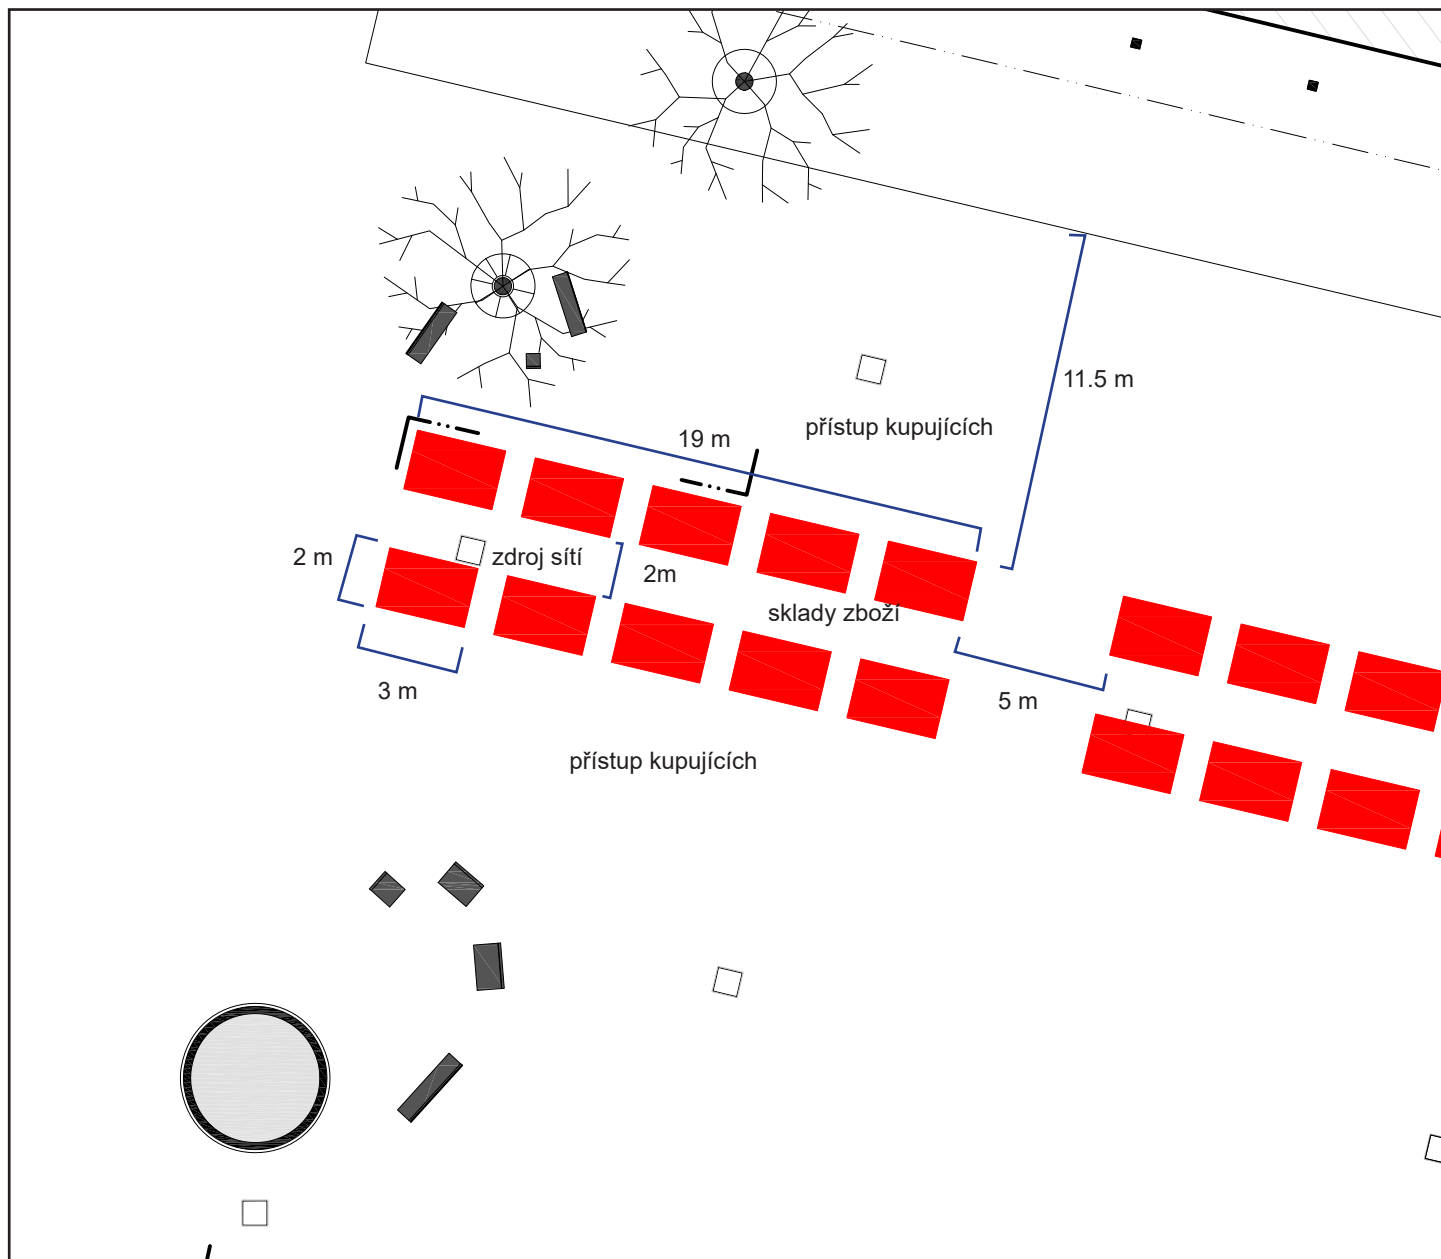 11.5 m
přístup kupujících
19 m
2 m
zdroj sítí
2m
sklady zboží
3 m
5 m
přístup kupujících